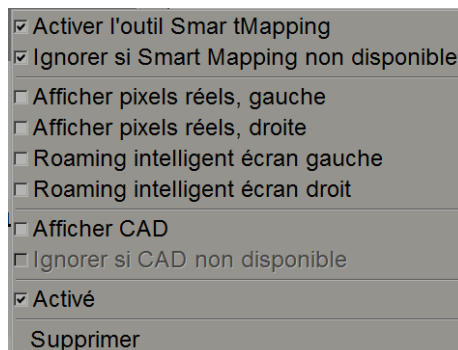 Activer l'outil Smar tMapping
Ignorer si Smart Mapping non disponible
Afficher pixels réels, gauche
Afficher pixels réels, droite
Roaming intelligent écran gauche
Roaming intelligent écran droit
Afficher CAD
Ignorer si CAD non disponible
Activé
Supprimer